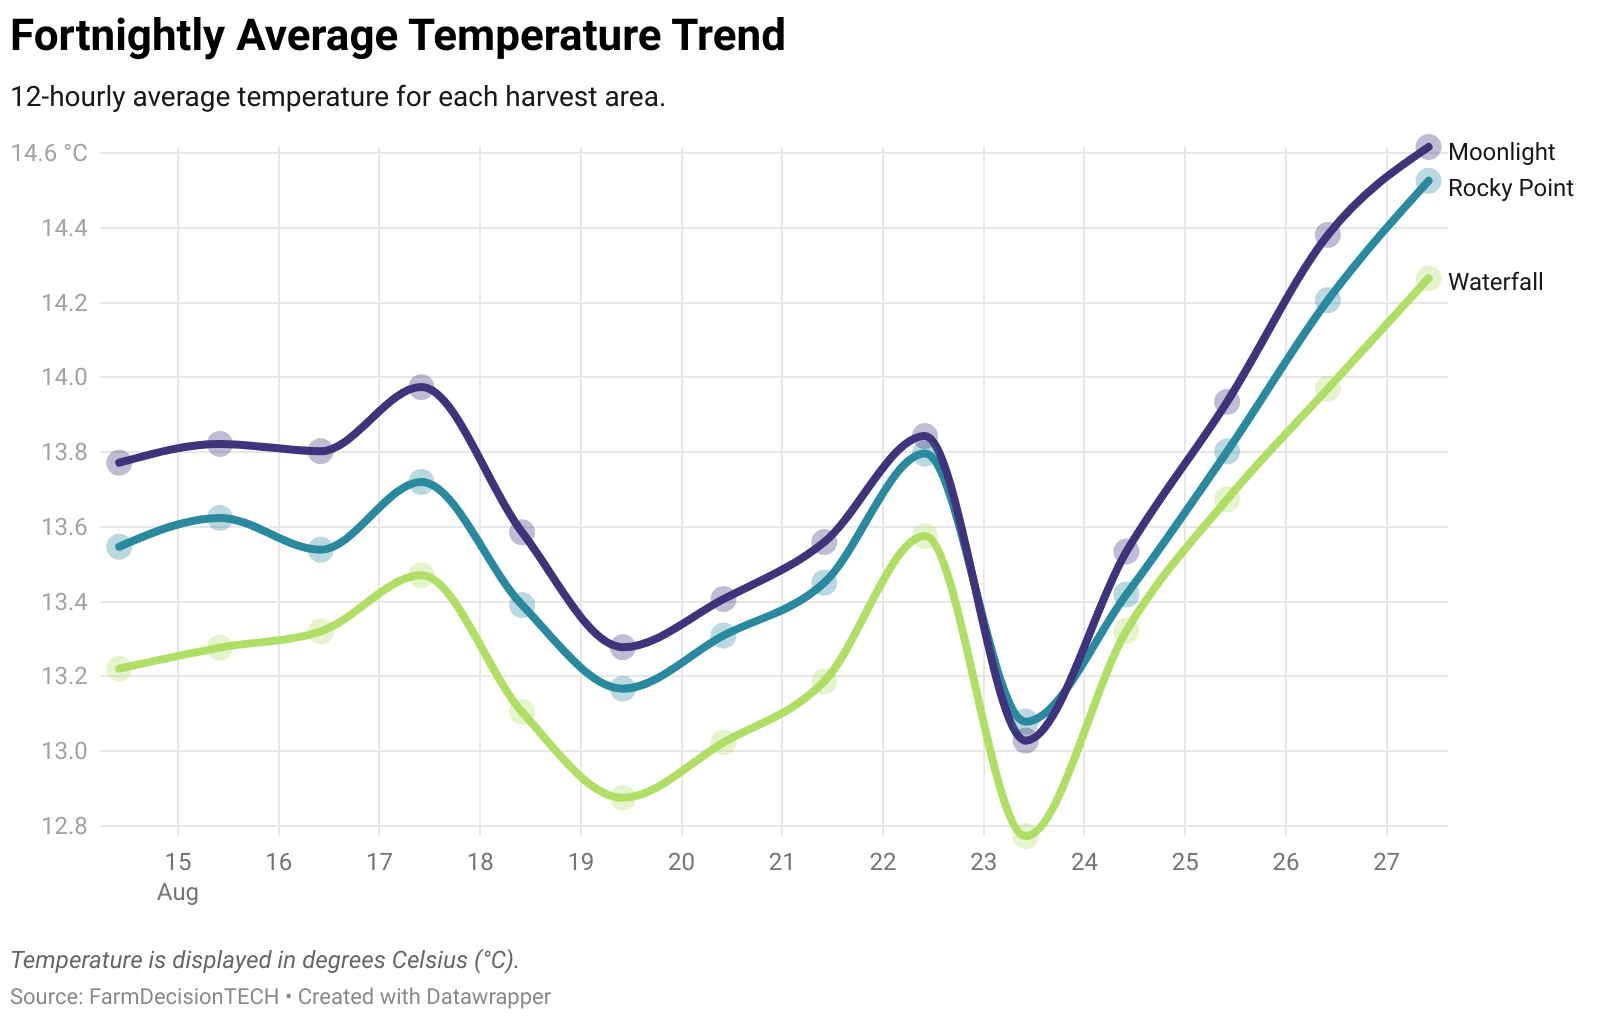 Fortnightly Average Temperature Trend
12-hourly average temperature for each harvest area.
14.6 °C
14.4
14.2
14.0
13.8
13.6
13.4
13.2
13.0
12.8
Moonlight
Rocky Point
Waterfall
15 16 17 18 19 20 21 22 23 24 25 26 27
Aug
Temperature is displayed in degrees Celsius (°C).
Source: FarmDecisionTECH • Created with Datawrapper